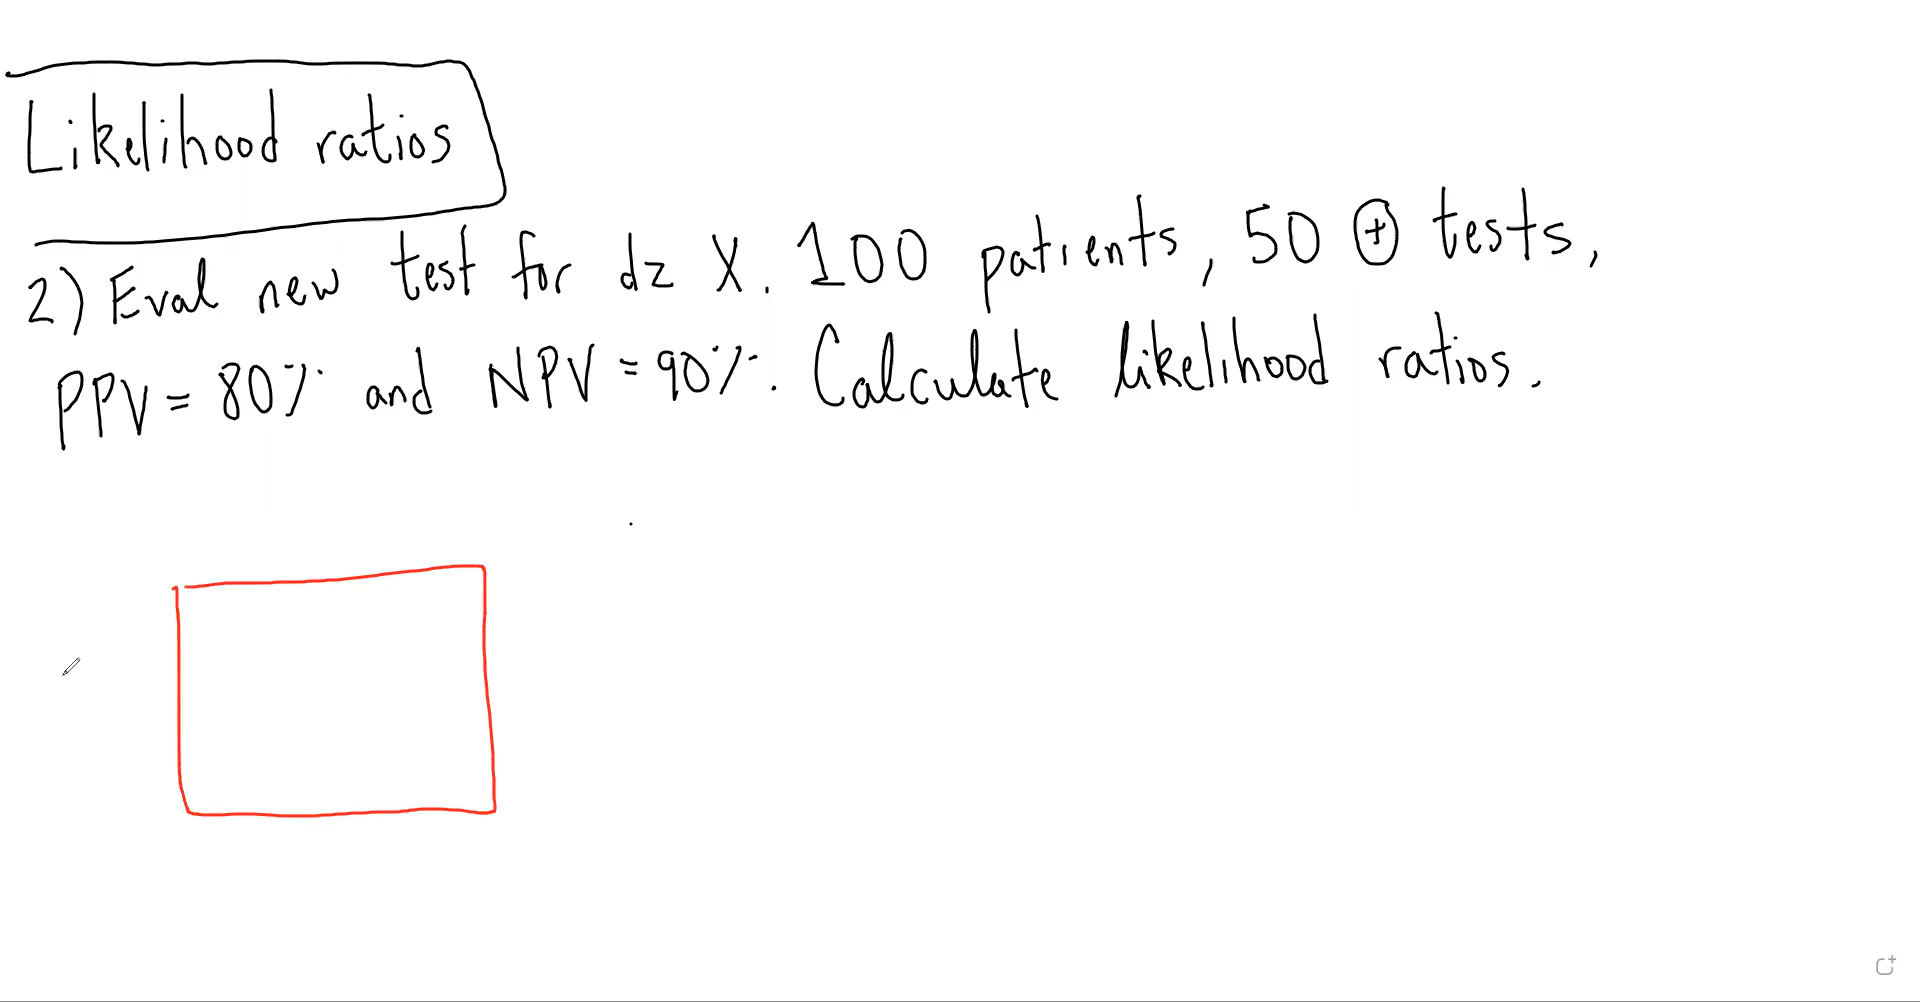 Likelihood ratios
2) Eval new test for dz X. 100 patients, 50 ⊕ tests,
PPV = 80% and NPV = 90%. Calculate likelihood ratios.